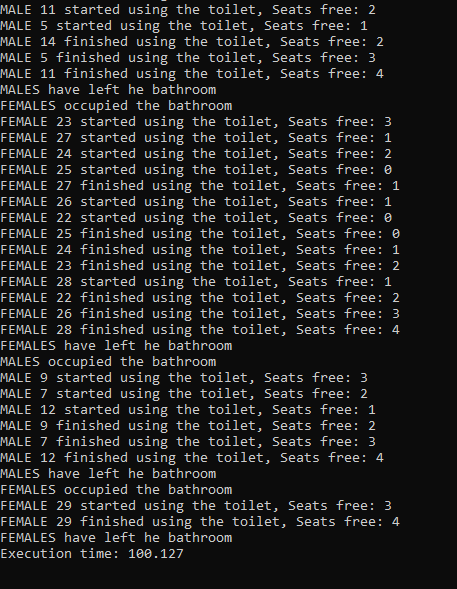 MALE 11 started using the toilet, Seats free: 2
MALE 5 started using the toilet, Seats free: 1
MALE 14 finished using the toilet, Seats free: 2
MALE 5 finished using the toilet, Seats free: 3
MALE 11 finished using the toilet, Seats free: 4
MALES have left he bathroom
FEMALES occupied the bathroom
FEMALE 23 started using the toilet, Seats free: 3
FEMALE 27 started using the toilet, Seats free: 1
FEMALE 24 started using the toilet, Seats free: 2
FEMALE 25 started using the toilet, Seats free: 0
FEMALE 27 finished using the toilet, Seats free: 1
FEMALE 26 started using the toilet, Seats free: 1
FEMALE 22 started using the toilet, Seats free: 0
FEMALE 25 finished using the toilet, Seats free: 0
FEMALE 24 finished using the toilet, Seats free: 1
FEMALE 23 finished using the toilet, Seats free: 2
FEMALE 28 started using the toilet, Seats free: 1
FEMALE 22 finished using the toilet, Seats free: 2
FEMALE 26 finished using the toilet, Seats free: 3
FEMALE 28 finished using the toilet, Seats free: 4
FEMALES have left he bathroom
MALES occupied the bathroom
MALE 9 started using the toilet, Seats free: 3
MALE 7 started using the toilet, Seats free: 2
MALE 12 started using the toilet, Seats free: 1
MALE 9 finished using the toilet, Seats free: 2
MALE 7 finished using the toilet, Seats free: 3
MALE 12 finished using the toilet, Seats free: 4
MALES have left he bathroom
FEMALES occupied the bathroom
FEMALE 29 started using the toilet, Seats free: 3
FEMALE 29 finished using the toilet, Seats free: 4
FEMALES have left he bathroom
Execution time: 100.127